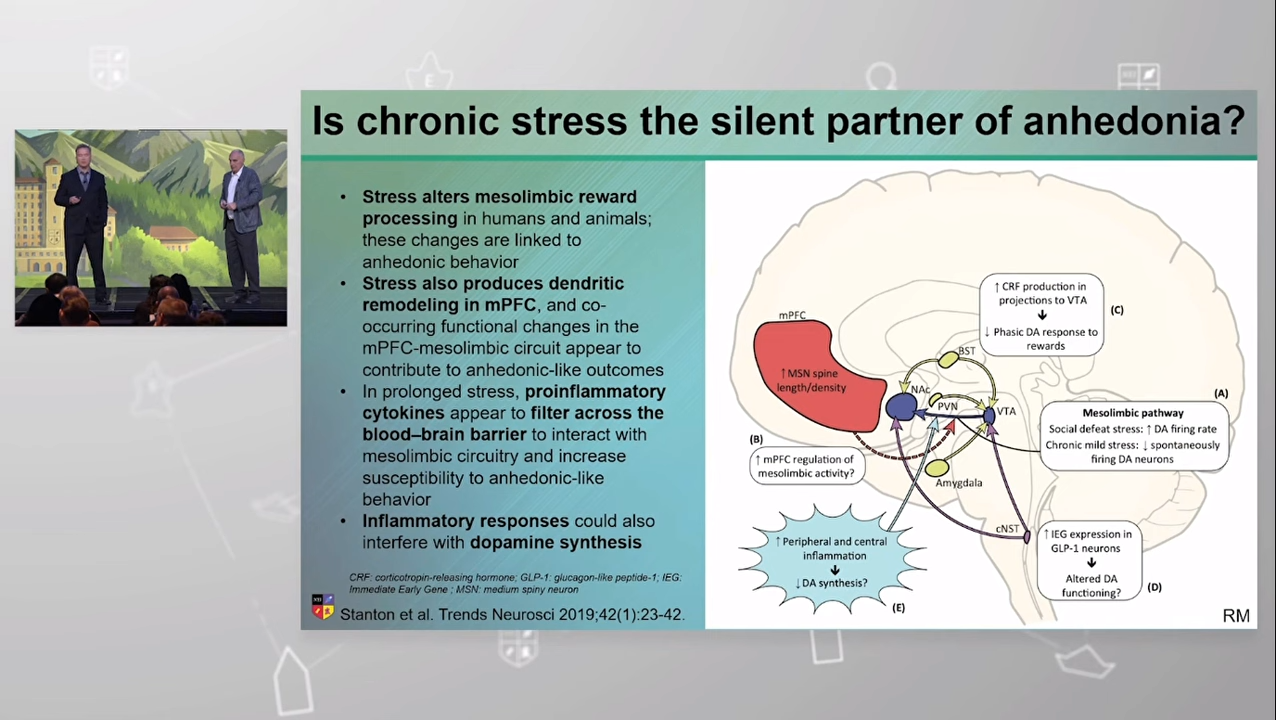 Is chronic stress the silent partner of anhedonia?
• Stress alters mesolimbic reward
processing in humans and animals;
these changes are linked to
anhedonic behavior
• Stress also produces dendritic
remodeling in mPFC, and co-
occurring functional changes in the
mPFC-mesolimbic circuit appear to
contribute to anhedonic-like outcomes
• In prolonged stress, proinflammatory
cytokines appear to filter across the
blood–brain barrier to interact with
mesolimbic circuitry and increase
susceptibility to anhedonic-like
behavior
• Inflammatory responses could also
interfere with dopamine synthesis
CRF: corticotropin-releasing hormone; GLP-1: glucagon-like peptide-1; IEG:
Immediate Early Gene ; MSN: medium spiny neuron
Stanton et al. Trends Neurosci 2019;42(1):23-42.
mPFC
↑MSN spine
length/density
↑ CRF production in
projections to VTA
↓ Phasic DA response to
rewards
(C)
BST
NAc
PVN
VTA
(A)
Mesolimbic pathway
Social defeat stress: ↑ DA firing rate
Chronic mild stress: ↓ spontaneously
firing DA neurons
(B)
↑ mPFC regulation of
mesolimbic activity?
Amygdala
cNST
↑ Peripheral and central
inflammation
↓DA synthesis?
(E)
↑IEG expression in
GLP-1 neurons
Altered DA
functioning?
(D)
RM
E